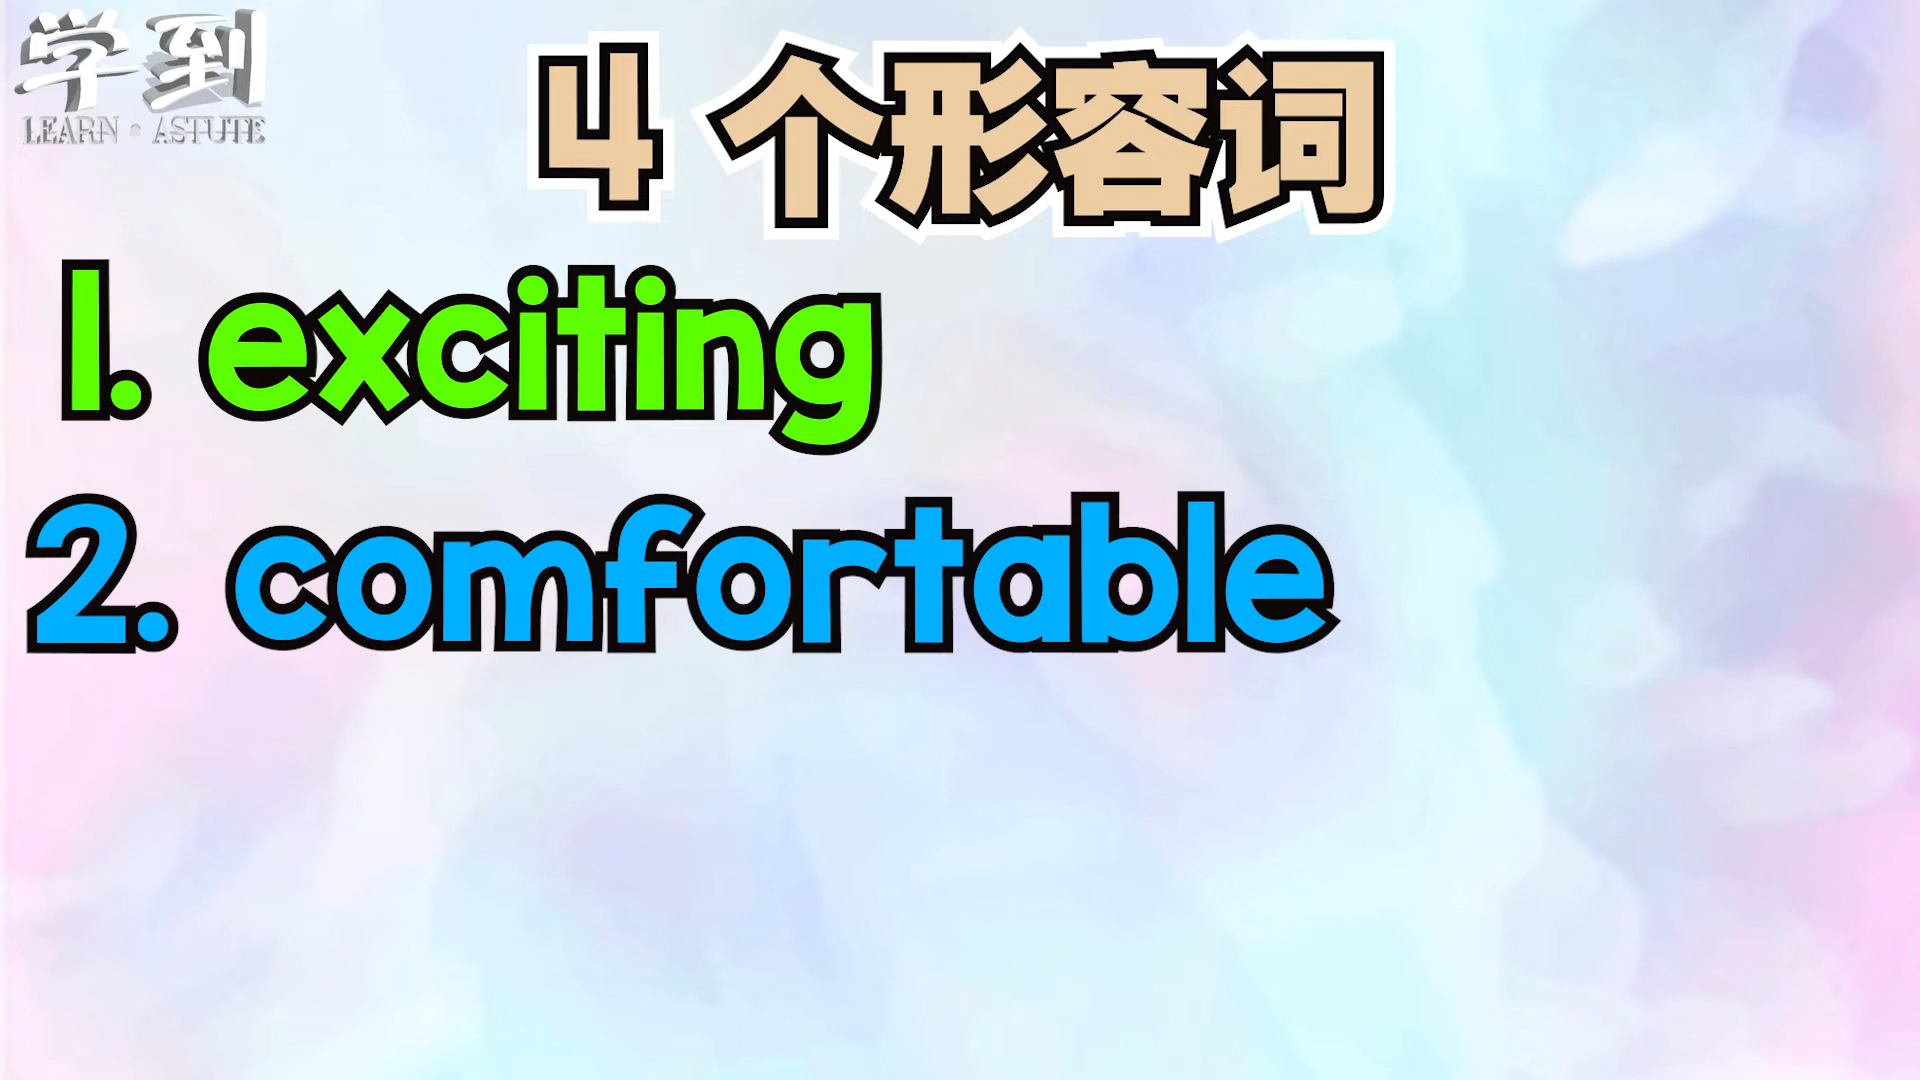 学到
LEARN • ASTUTE
4 个形容词
1. exciting
2. comfortable